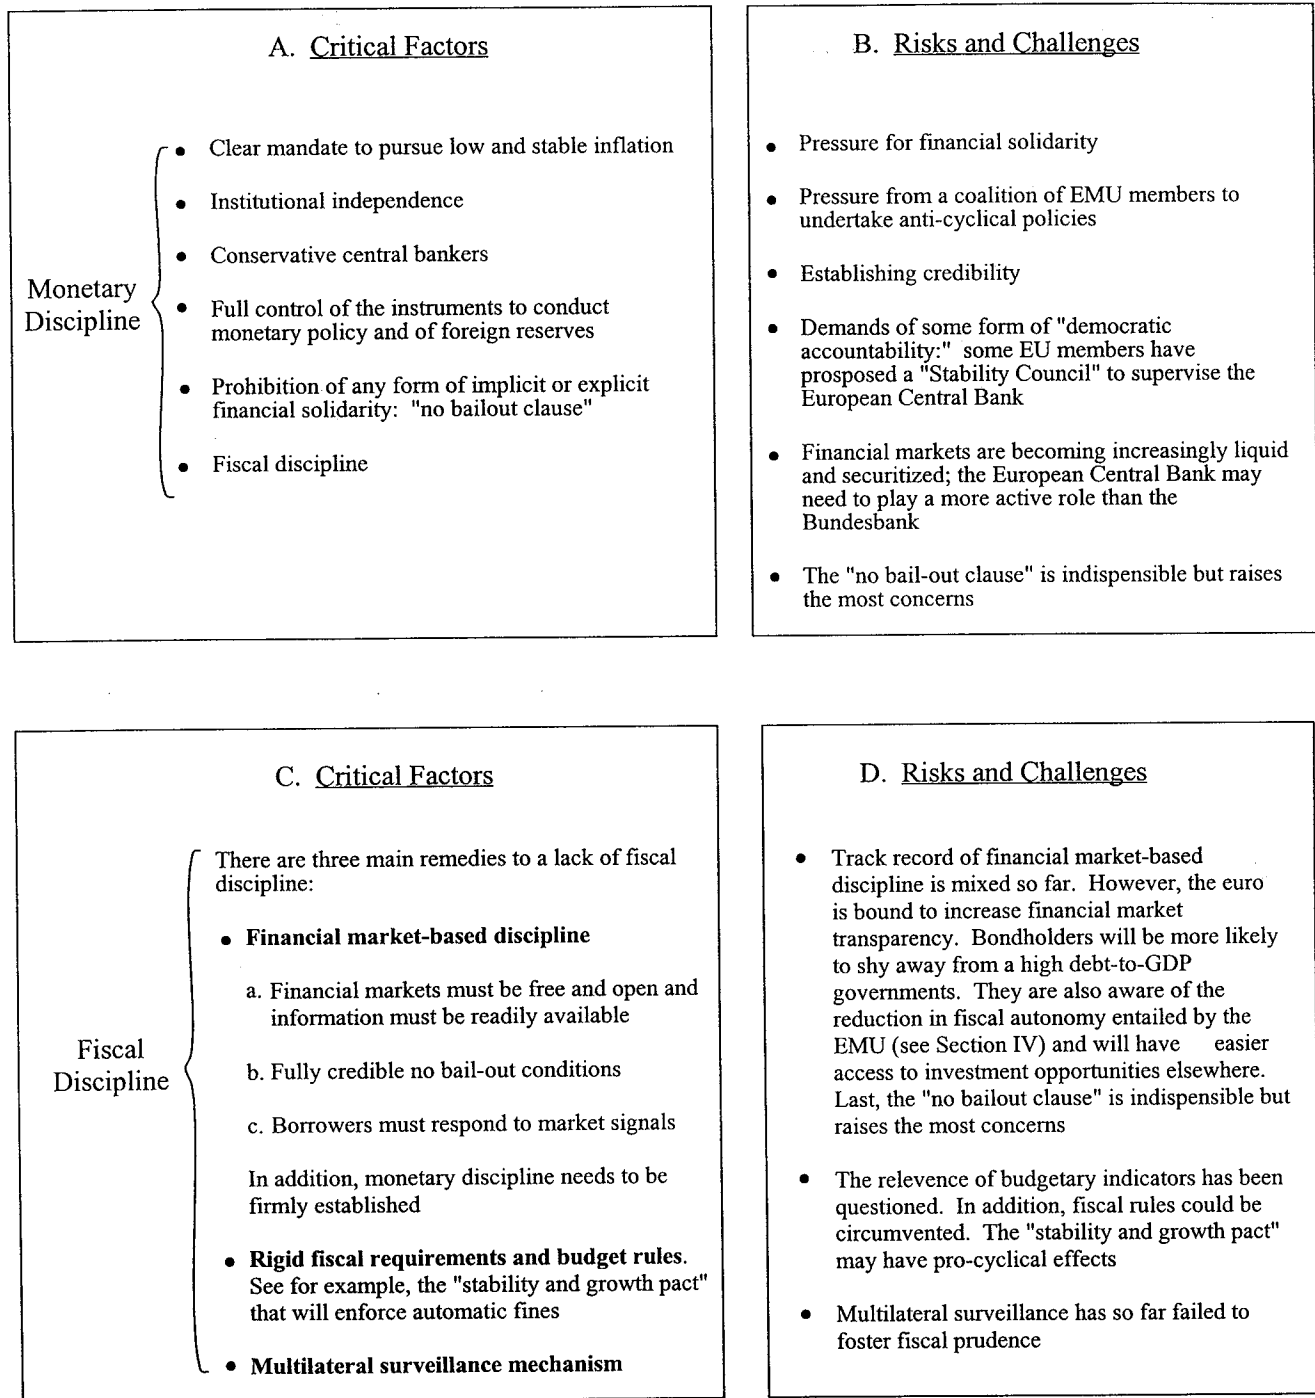 A. Critical Factors
Monetary
Discipline
• Clear mandate to pursue low and stable inflation
• Institutional independence
• Conservative central bankers
• Full control of the instruments to conduct
monetary policy and of foreign reserves
• Prohibition of any form of implicit or explicit
financial solidarity: "no bailout clause"
• Fiscal discipline
B. Risks and Challenges
• Pressure for financial solidarity
• Pressure from a coalition of EMU members to
undertake anti-cyclical policies
• Establishing credibility
• Demands of some form of "democratic
accountability:" some EU members have
prosposed a "Stability Council" to supervise the
European Central Bank
• Financial markets are becoming increasingly liquid
and securitized; the European Central Bank may
need to play a more active role than the
Bundesbank
• The "no bail-out clause" is indispensible but raises
the most concerns
C. Critical Factors
Fiscal
Discipline
There are three main remedies to a lack of fiscal
discipline:
• Financial market-based discipline
a. Financial markets must be free and open and
information must be readily available
b. Fully credible no bail-out conditions
c. Borrowers must respond to market signals
In addition, monetary discipline needs to be
firmly established
• Rigid fiscal requirements and budget rules.
See for example, the "stability and growth pact"
that will enforce automatic fines
• Multilateral surveillance mechanism
D. Risks and Challenges
• Track record of financial market-based
discipline is mixed so far. However, the euro
is bound to increase financial market
transparency. Bondholders will be more likely
to shy away from a high debt-to-GDP
governments. They are also aware of the
reduction in fiscal autonomy entailed by the
EMU (see Section IV) and will have easier
access to investment opportunities elsewhere.
Last, the "no bailout clause" is indispensible but
raises the most concerns
• The relevence of budgetary indicators has been
questioned. In addition, fiscal rules could be
circumvented. The "stability and growth pact"
may have pro-cyclical effects
• Multilateral surveillance has so far failed to
foster fiscal prudence